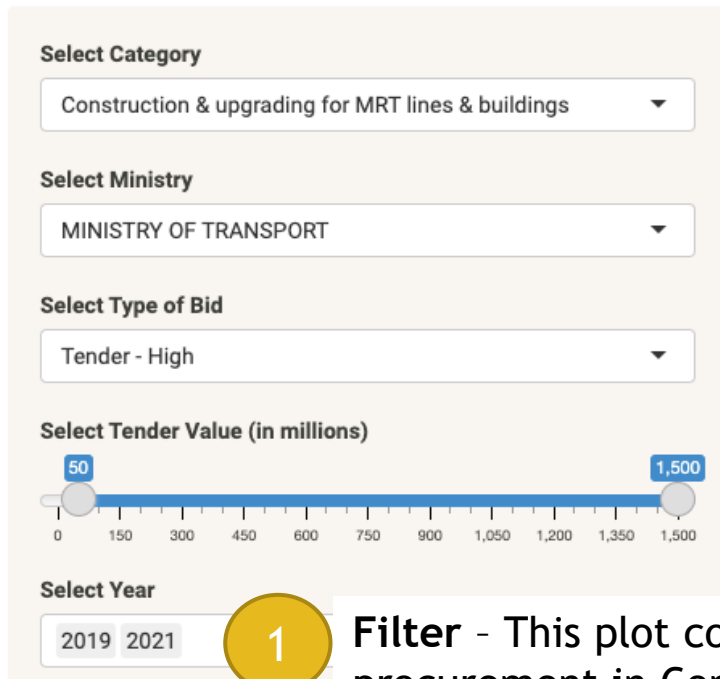 Select Category
Construction & upgrading for MRT lines & buildings
Select Ministry
MINISTRY OF TRANSPORT
Select Type of Bid
Tender - High
Select Tender Value (in millions)
50 1,500
0 150 300 450 600 750 900 1,050 1,200 1,350 1,500
Select Year
2019 2021
1
Filter – This plot co